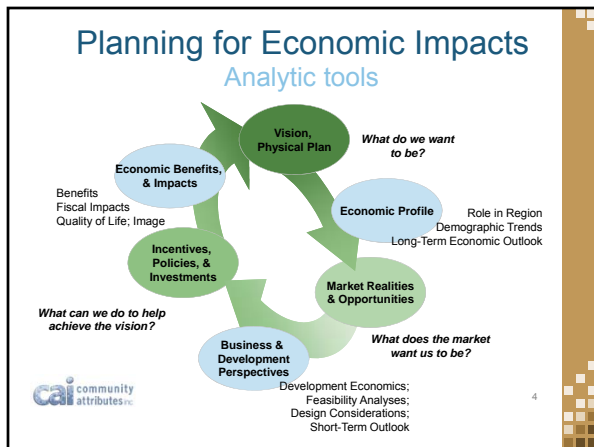 Planning for Economic Impacts
Analytic tools
Vision,
Physical Plan
What do we want
to be?
Economic Profile
Role in Region
Demographic Trends
Long-Term Economic Outlook
Market Realities
& Opportunities
What does the market
want us to be?
Business &
Development
Perspectives
Development Economics;
Feasibility Analyses;
Design Considerations;
Short-Term Outlook
Incentives,
Policies, &
Investments
What can we do to help
achieve the vision?
Economic Benefits,
& Impacts
Benefits
Fiscal Impacts
Quality of Life; Image
cai community
attributes inc
4